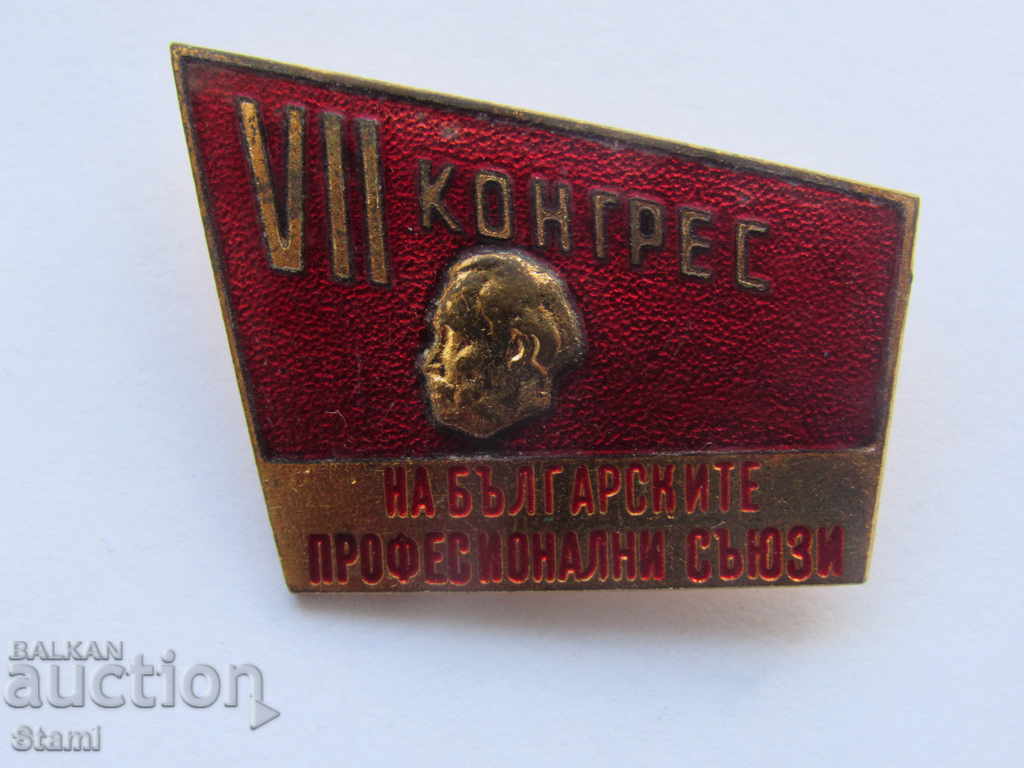 VII КОНГРЕС
НА БЪЛГАРСКИТЕ
ПРОФЕСИОНАЛНИ СЪЮЗИ
BALKAN
auction
Stami